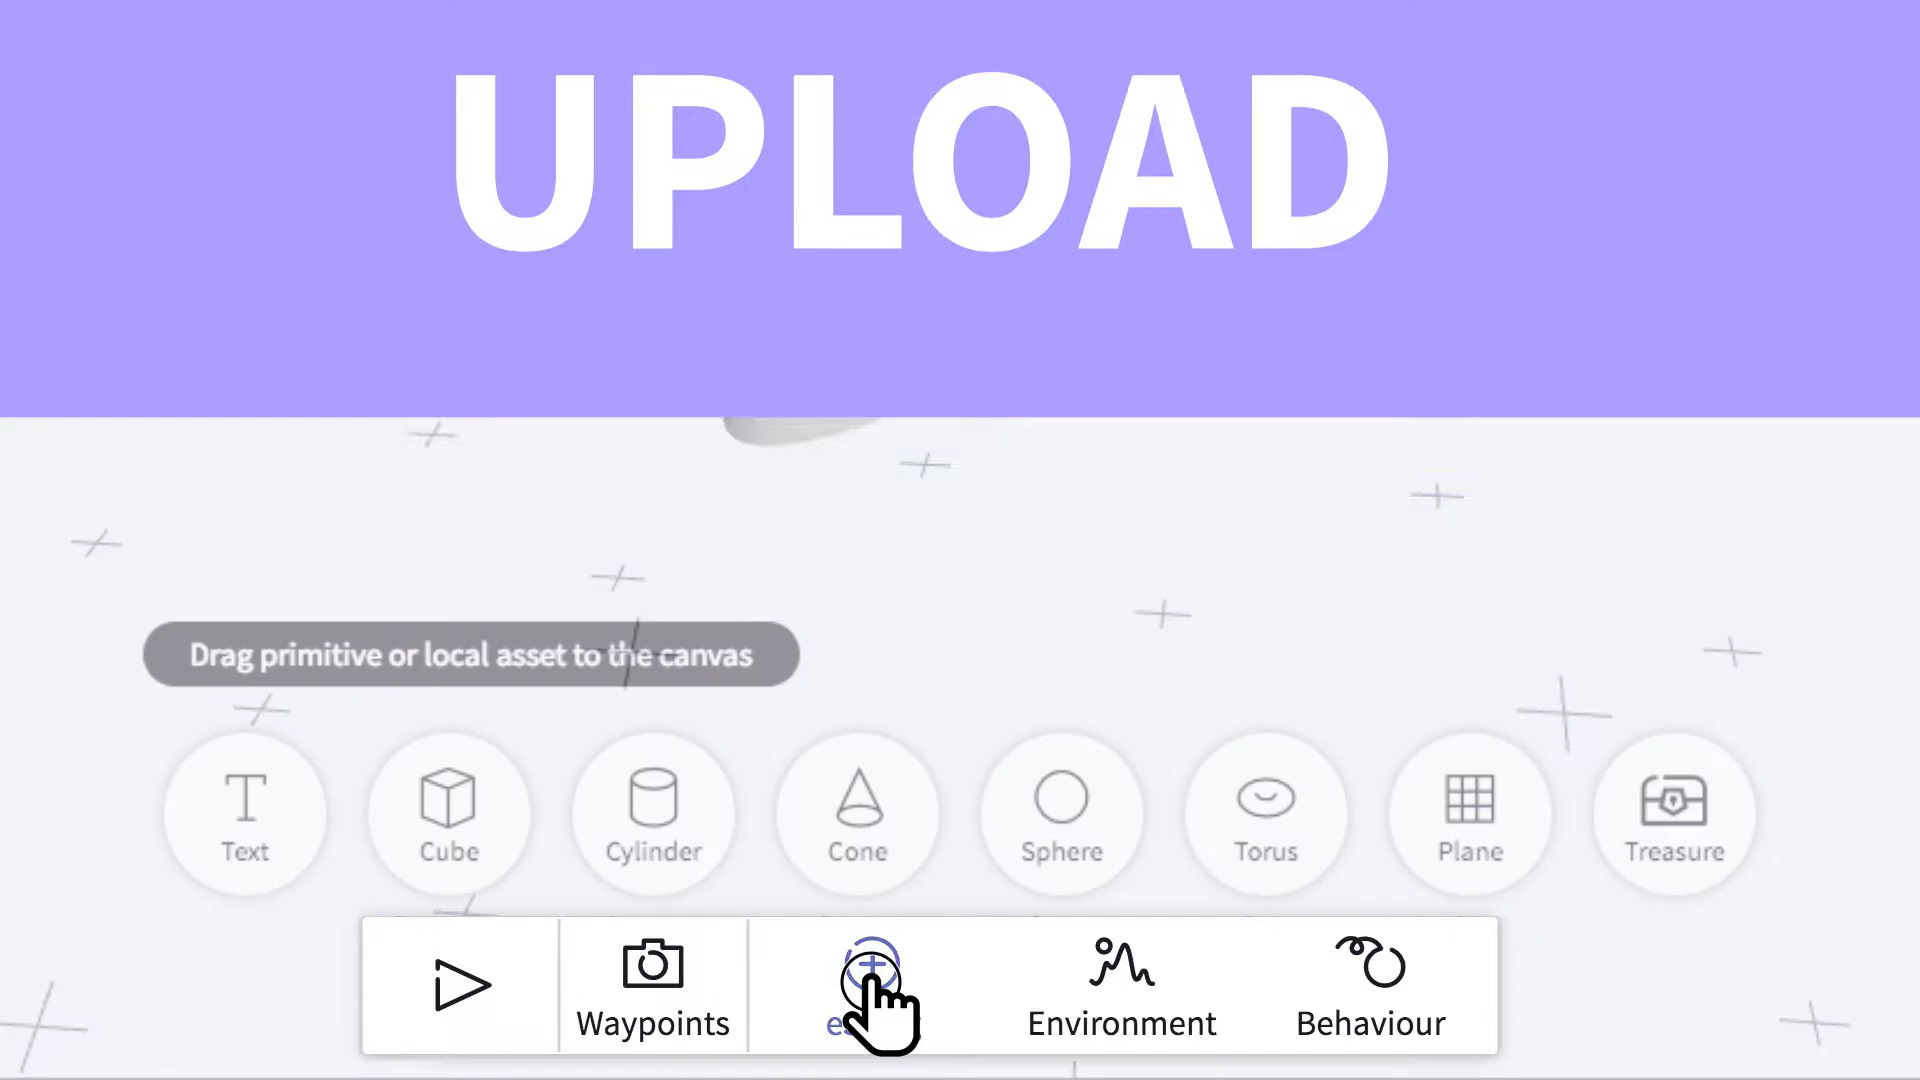 UPLOAD
Drag primitive or local asset to the canvas
Text Cube Cylinder Cone Sphere Torus Plane Treasure
Waypoints Environment Behaviour